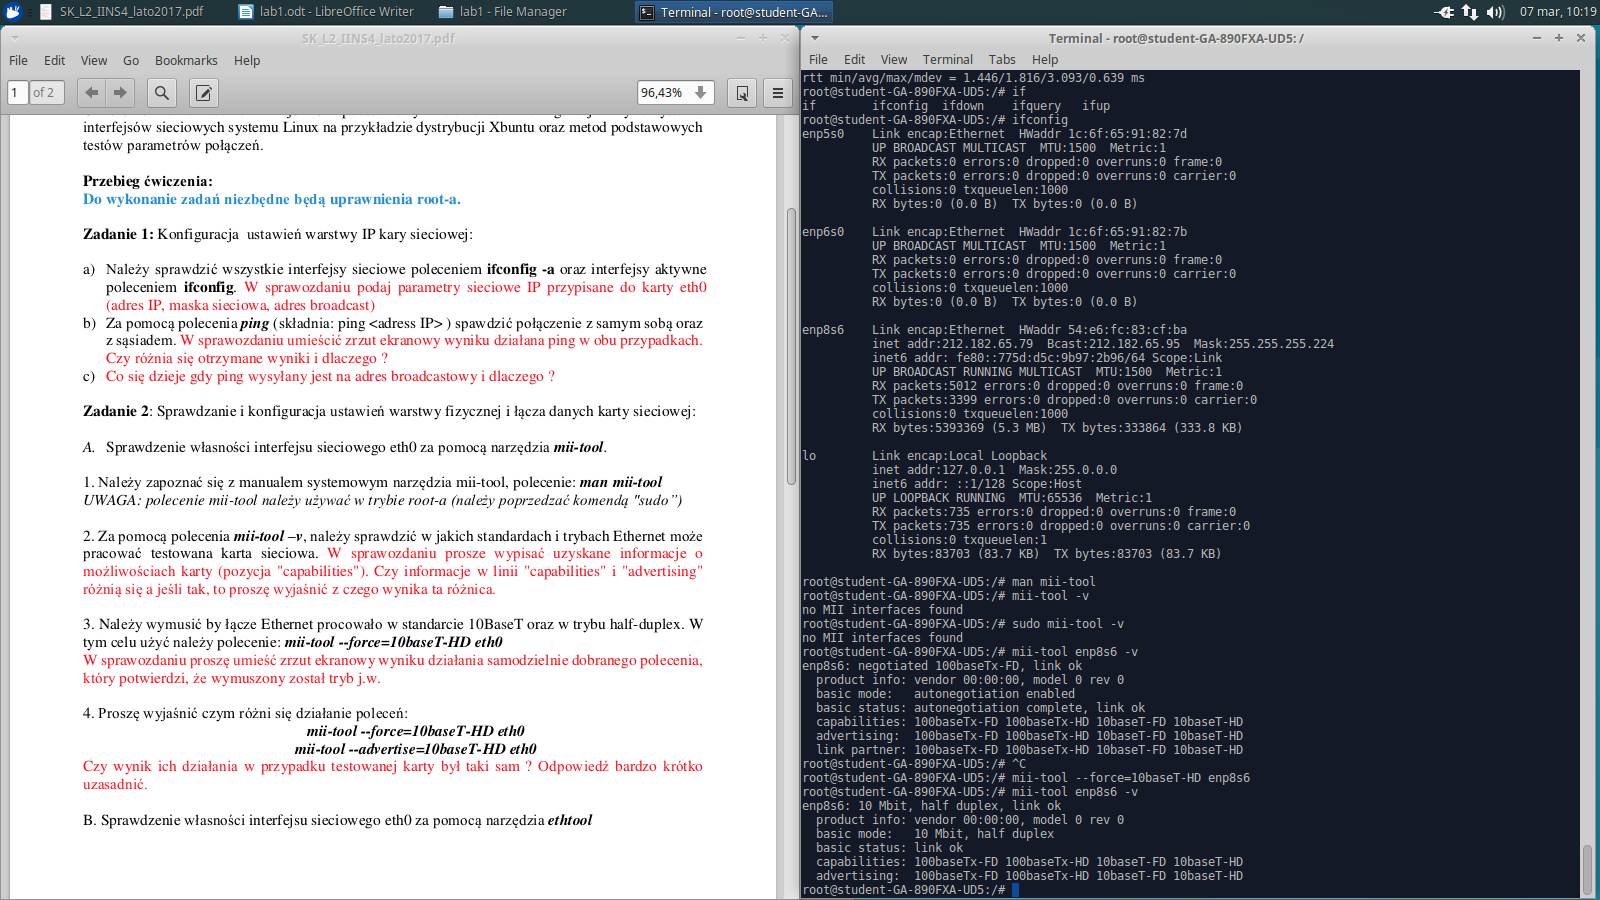 SK_L2_IINS4_lato2017.pdf
lab1.odt - LibreOffice Writer
lab1 - File Manager
Terminal - root@student-GA...
07 mar, 10:19
SK_L2_IINS4_lato2017.pdf
File Edit View Go Bookmarks Help
1 of 2
96,43%
interfejsów sieciowych systemu Linux na przykładzie dystrybucji Xbuntu oraz metod podstawowych
testów parametrów połączeń.
Przebieg ćwiczenia:
Do wykonanie zadań niezbędne będą uprawnienia root-a.
Zadanie 1: Konfiguracja ustawień warstwy IP kary sieciowej:
a) Należy sprawdzić wszystkie interfejsy sieciowe poleceniem ifconfig -a oraz interfejsy aktywne
poleceniem ifconfig. W sprawozdaniu podaj parametry sieciowe IP przypisane do karty eth0
(adres IP, maska sieciowa, adres broadcast)
b) Za pomocą polecenia ping (składnia: ping <adress IP> ) spawdzić połączenie z samym sobą oraz
z sąsiadem. W sprawozdaniu umieścić zrzut ekranowy wyniku działana ping w obu przypadkach.
Czy różnia się otrzymane wyniki i dlaczego ?
c) Co się dzieje gdy ping wysyłany jest na adres broadcastowy i dlaczego ?
Zadanie 2: Sprawdzanie i konfiguracja ustawień warstwy fizycznej i łącza danych karty sieciowej:
A. Sprawdzenie własności interfejsu sieciowego eth0 za pomocą narzędzia mii-tool.
1. Należy zapoznać się z manualem systemowym narzędzia mii-tool, polecenie: man mii-tool
UWAGA: polecenie mii-tool należy używać w trybie root-a (należy poprzedzać komendą "sudo”)
2. Za pomocą polecenia mii-tool –v, należy sprawdzić w jakich standardach i trybach Ethernet może
pracować testowana karta sieciowa. W sprawozdaniu prosze wypisać uzyskane informacje o
możliwościach karty (pozycja "capabilities"). Czy informacje w linii "capabilities" i "advertising"
różnią się a jeśli tak, to proszę wyjaśnić z czego wynika ta różnica.
3. Należy wymusić by łącze Ethernet procowało w standarcie 10BaseT oraz w trybu half-duplex. W
tym celu użyć należy polecenie: mii-tool --force=10baseT-HD eth0
W sprawozdaniu proszę umieść zrzut ekranowy wyniku działania samodzielnie dobranego polecenia,
który potwierdzi, że wymuszony został tryb j.w.
4. Proszę wyjaśnić czym różni się działanie poleceń:
mii-tool --force=10baseT-HD eth0
mii-tool --advertise=10baseT-HD eth0
Czy wynik ich działania w przypadku testowanej karty był taki sam ? Odpowiedź bardzo krótko
uzasadnić.
B. Sprawdzenie własności interfejsu sieciowego eth0 za pomocą narzędzia ethtool
Terminal - root@student-GA-890FXA-UD5: /
File Edit View Terminal Tabs Help
rtt min/avg/max/mdev = 1.446/1.816/3.093/0.639 ms
root@student-GA-890FXA-UD5:/# if
if ifconfig ifdown ifquery ifup
root@student-GA-890FXA-UD5:/# ifconfig
enp5s0 Link encap:Ethernet HWaddr 1c:6f:65:91:82:7d
UP BROADCAST MULTICAST MTU:1500 Metric:1
RX packets:0 errors:0 dropped:0 overruns:0 frame:0
TX packets:0 errors:0 dropped:0 overruns:0 carrier:0
collisions:0 txqueuelen:1000
RX bytes:0 (0.0 B) TX bytes:0 (0.0 B)
enp6s0 Link encap:Ethernet HWaddr 1c:6f:65:91:82:7b
UP BROADCAST MULTICAST MTU:1500 Metric:1
RX packets:0 errors:0 dropped:0 overruns:0 frame:0
TX packets:0 errors:0 dropped:0 overruns:0 carrier:0
collisions:0 txqueuelen:1000
RX bytes:0 (0.0 B) TX bytes:0 (0.0 B)
enp8s6 Link encap:Ethernet HWaddr 54:e6:fc:83:cf:ba
inet addr:212.182.65.79 Bcast:212.182.65.95 Mask:255.255.255.224
inet6 addr: fe80::775d:d5c:9b97:2b96/64 Scope:Link
UP BROADCAST RUNNING MULTICAST MTU:1500 Metric:1
RX packets:5012 errors:0 dropped:0 overruns:0 frame:0
TX packets:3399 errors:0 dropped:0 overruns:0 carrier:0
collisions:0 txqueuelen:1000
RX bytes:5393369 (5.3 MB) TX bytes:333864 (333.8 KB)
lo Link encap:Local Loopback
inet addr:127.0.0.1 Mask:255.0.0.0
inet6 addr: ::1/128 Scope:Host
UP LOOPBACK RUNNING MTU:65536 Metric:1
RX packets:735 errors:0 dropped:0 overruns:0 frame:0
TX packets:735 errors:0 dropped:0 overruns:0 carrier:0
collisions:0 txqueuelen:1
RX bytes:83703 (83.7 KB) TX bytes:83703 (83.7 KB)
root@student-GA-890FXA-UD5:/# man mii-tool
root@student-GA-890FXA-UD5:/# mii-tool -v
no MII interfaces found
root@student-GA-890FXA-UD5:/# sudo mii-tool -v
no MII interfaces found
root@student-GA-890FXA-UD5:/# mii-tool enp8s6 -v
enp8s6: negotiated 100baseTx-FD, link ok
product info: vendor 00:00:00, model 0 rev 0
basic mode: autonegotiation enabled
basic status: autonegotiation complete, link ok
capabilities: 100baseTx-FD 100baseTx-HD 10baseT-FD 10baseT-HD
advertising: 100baseTx-FD 100baseTx-HD 10baseT-FD 10baseT-HD
link partner: 100baseTx-FD 100baseTx-HD 10baseT-FD 10baseT-HD
root@student-GA-890FXA-UD5:/# ^C
root@student-GA-890FXA-UD5:/# mii-tool --force=10baseT-HD enp8s6
root@student-GA-890FXA-UD5:/# mii-tool enp8s6 -v
enp8s6: 10 Mbit, half duplex, link ok
product info: vendor 00:00:00, model 0 rev 0
basic mode: 10 Mbit, half duplex
basic status: link ok
capabilities: 100baseTx-FD 100baseTx-HD 10baseT-FD 10baseT-HD
advertising: 100baseTx-FD 100baseTx-HD 10baseT-FD 10baseT-HD
root@student-GA-890FXA-UD5:/#